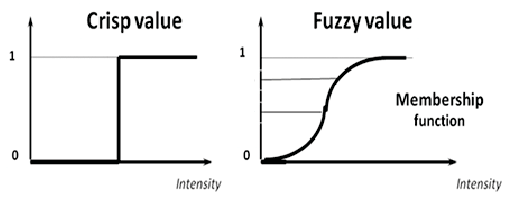 Crisp value
1
0
Intensity
Fuzzy value
1
0
Membership
function
Intensity